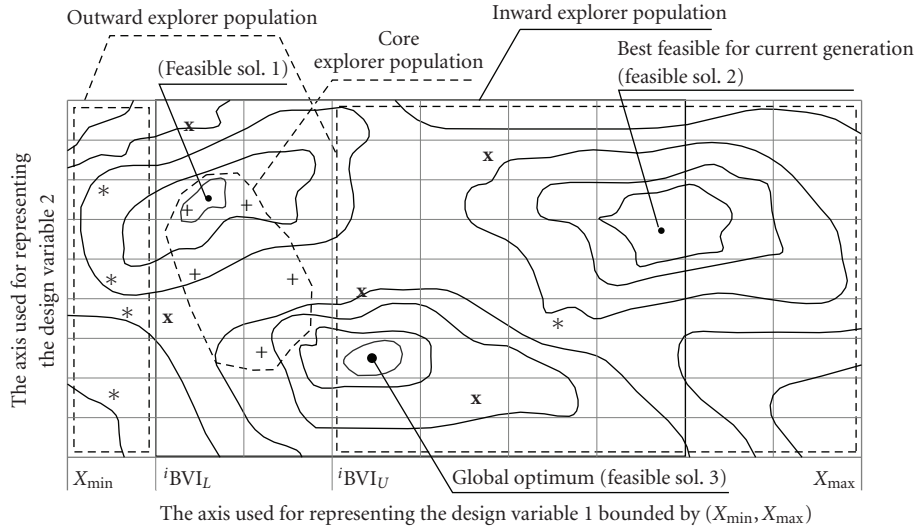 Inward explorer population
Outward explorer population
Core
explorer population
Best feasible for current generation
(feasible sol. 2)
(Feasible sol. 1)
x
x
*
+
+
*
+
+
x
*
x
*
+
*
x
The axis used for representing
the design variable 2
Global optimum (feasible sol. 3)
X_min
^iBVI_L
^iBVI_U
X_max
The axis used for representing the design variable 1 bounded by (X_min, X_max)